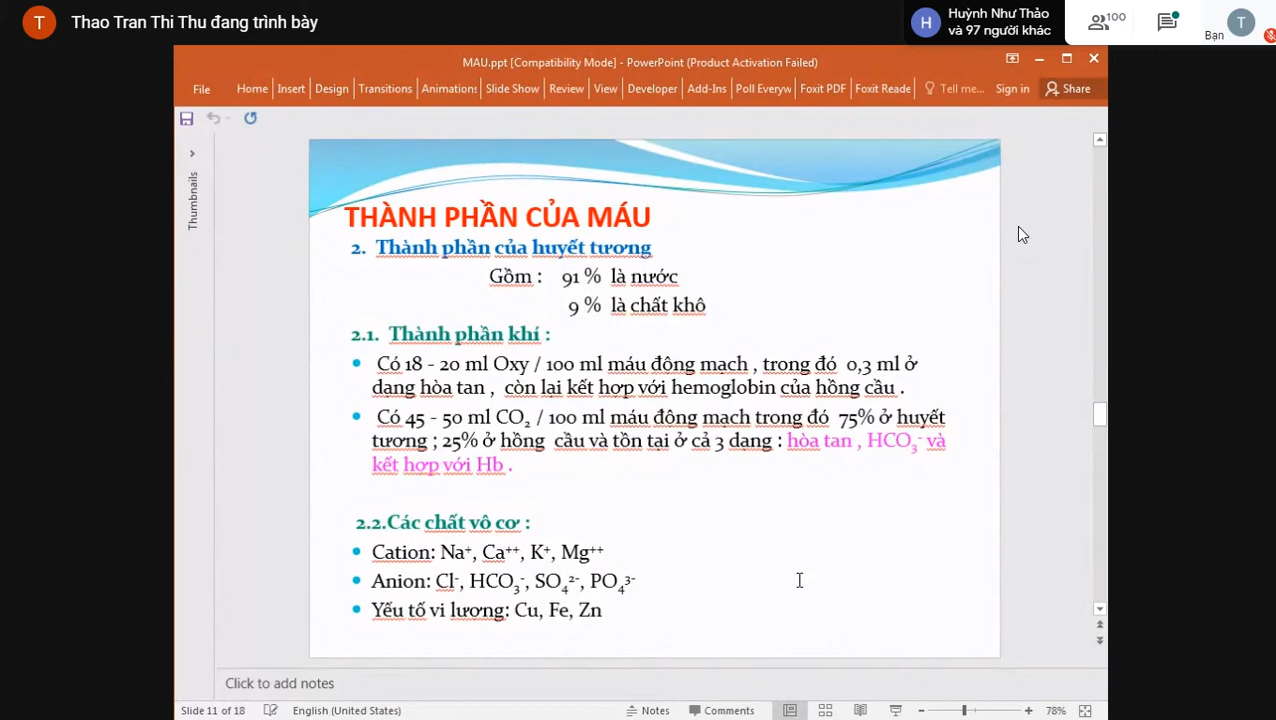 T Thao Tran Thi Thu đang trình bày
H Huỳnh Như Thảo
và 97 người khác
100
T
Bạn
MAU.ppt [Compatibility Mode] - PowerPoint (Product Activation Failed)
File Home Insert Design Transitions Animations Slide Show Review View Developer Add-Ins Poll Everyw Foxit PDF Foxit Reade Tell me... Sign in Share
Thumbnails
THÀNH PHẦN CỦA MÁU
2. Thành phần của huyết tương
Gồm : 91 % là nước
9 % là chất khô
2.1. Thành phần khí :
• Có 18 - 20 ml Oxy / 100 ml máu động mạch , trong đó 0,3 ml ở
dạng hòa tan , còn lại kết hợp với hemoglobin của hồng cầu .
• Có 45 - 50 ml CO₂ / 100 ml máu động mạch trong đó 75% ở huyết
tương ; 25% ở hồng cầu và tồn tại ở cả 3 dạng : hòa tan , HCO₃⁻ và
kết hợp với Hb .
2.2.Các chất vô cơ :
• Cation: Na⁺, Ca⁺⁺, K⁺, Mg⁺⁺
• Anion: Cl⁻, HCO₃⁻, SO₄²⁻, PO₄³⁻
• Yếu tố vi lượng: Cu, Fe, Zn
Click to add notes
Slide 11 of 18 English (United States) Notes Comments 78%